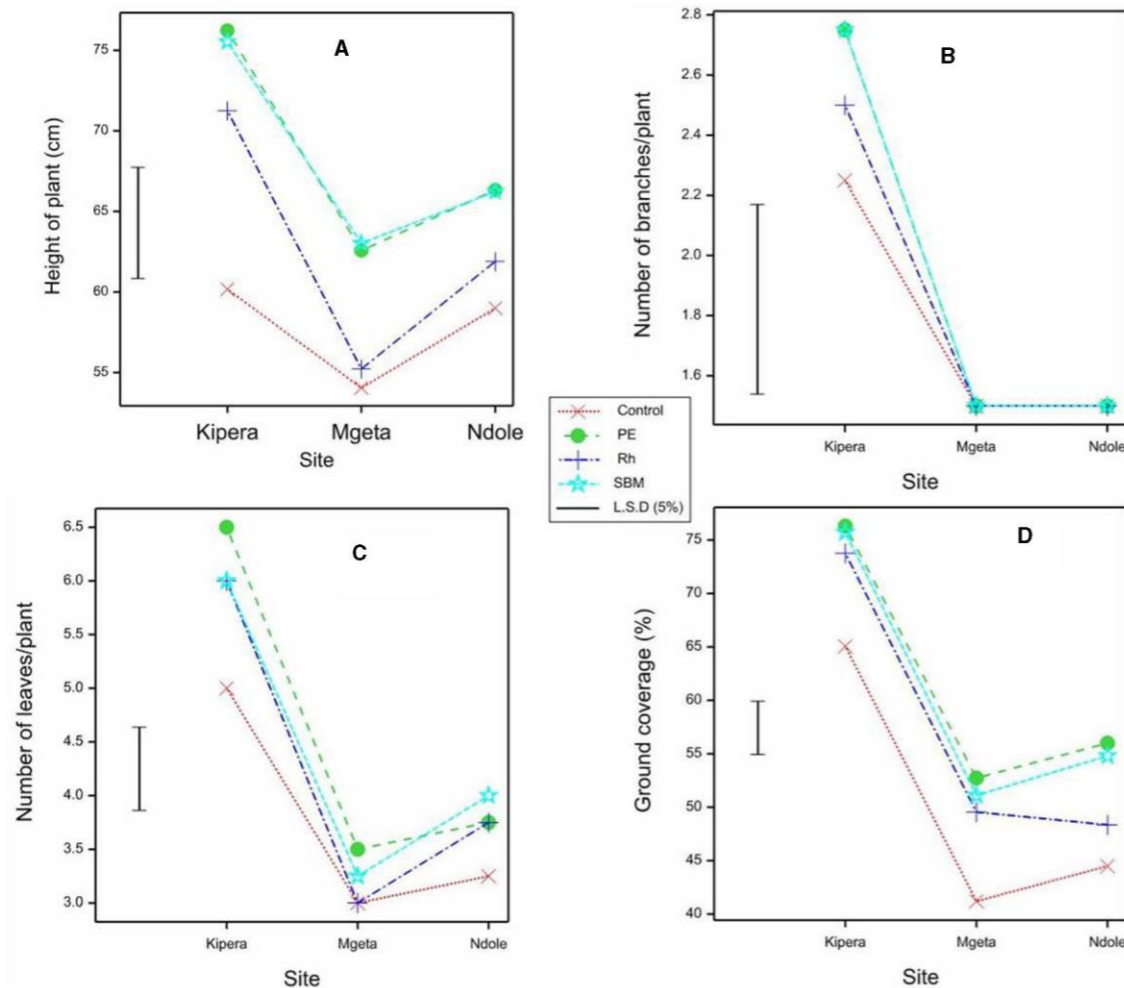 A
Height of plant (cm)
75
70
65
60
55
Kipera Mgeta Ndole
Site
B
Number of branches/plant
2.8
2.6
2.4
2.2
2.0
1.8
1.6
Kipera Mgeta Ndole
Site
Control
PE
Rh
SBM
L.S.D (5%)
C
Number of leaves/plant
6.5
6.0
5.5
5.0
4.5
4.0
3.5
3.0
Kipera Mgeta Ndole
Site
D
Ground coverage (%)
75
70
65
60
55
50
45
40
Kipera Mgeta Ndole
Site